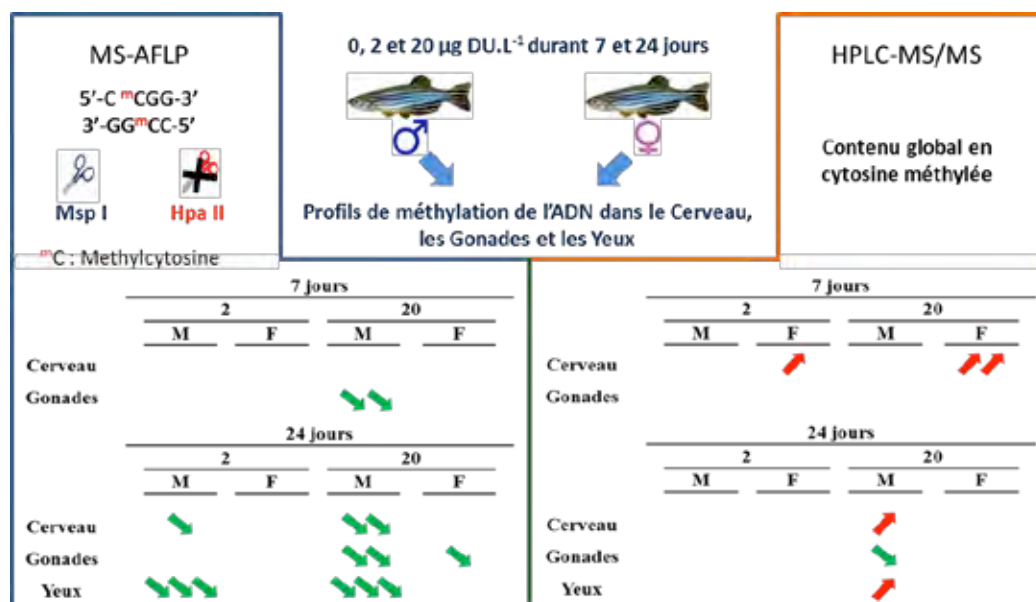 MS-AFLP
5’-C ᵐCGG-3’
3’-GGᵐCC-5’
Msp I Hpa II
ᵐC : Methylcytosine
0, 2 et 20 µg DU.L⁻¹ durant 7 et 24 jours
♂ ♀
Profils de méthylation de l’ADN dans le Cerveau,
les Gonades et les Yeux
HPLC-MS/MS
Contenu global en
cytosine méthylée
7 jours
2 20
M F M F
Cerveau
Gonades
24 jours
2 20
M F M F
Cerveau
Gonades
Yeux
7 jours
2 20
M F M F
Cerveau
Gonades
24 jours
2 20
M F M F
Cerveau
Gonades
Yeux